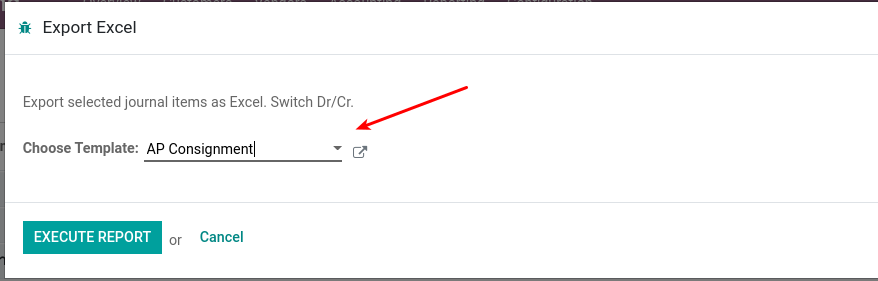 Export Excel
Export selected journal items as Excel. Switch Dr/Cr.
Choose Template: AP Consignment
EXECUTE REPORT or Cancel